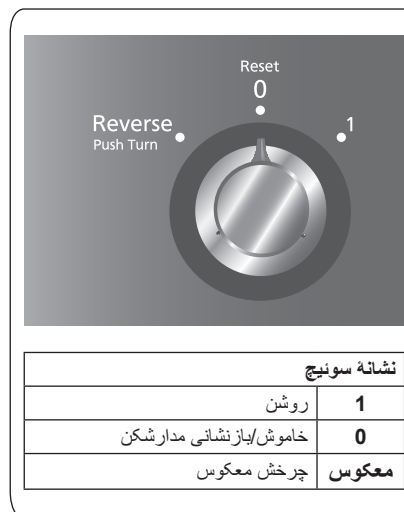 Reset
0
Reverse
1
Push Turn
نشانهٔ سوئیچ
1 روشن
0 خاموش/بازنشانی مدارشکن
معکوس چرخش معکوس